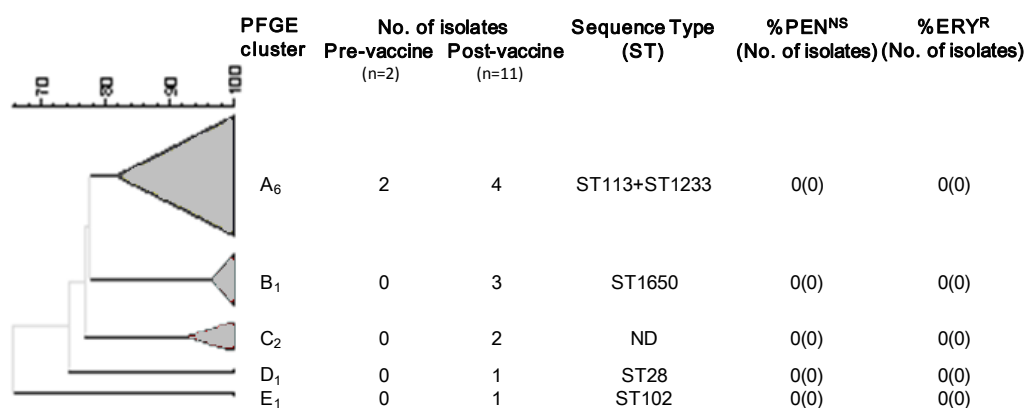 PFGE cluster No. of isolates Sequence Type (ST) %PENNS (No. of isolates) %ERYR (No. of isolates)
Pre-vaccine Post-vaccine
(n=2) (n=11)
70 80 90 100
A6 2 4 ST113+ST1233 0(0) 0(0)
B1 0 3 ST1650 0(0) 0(0)
C2 0 2 ND 0(0) 0(0)
D1 0 1 ST28 0(0) 0(0)
E1 0 1 ST102 0(0) 0(0)